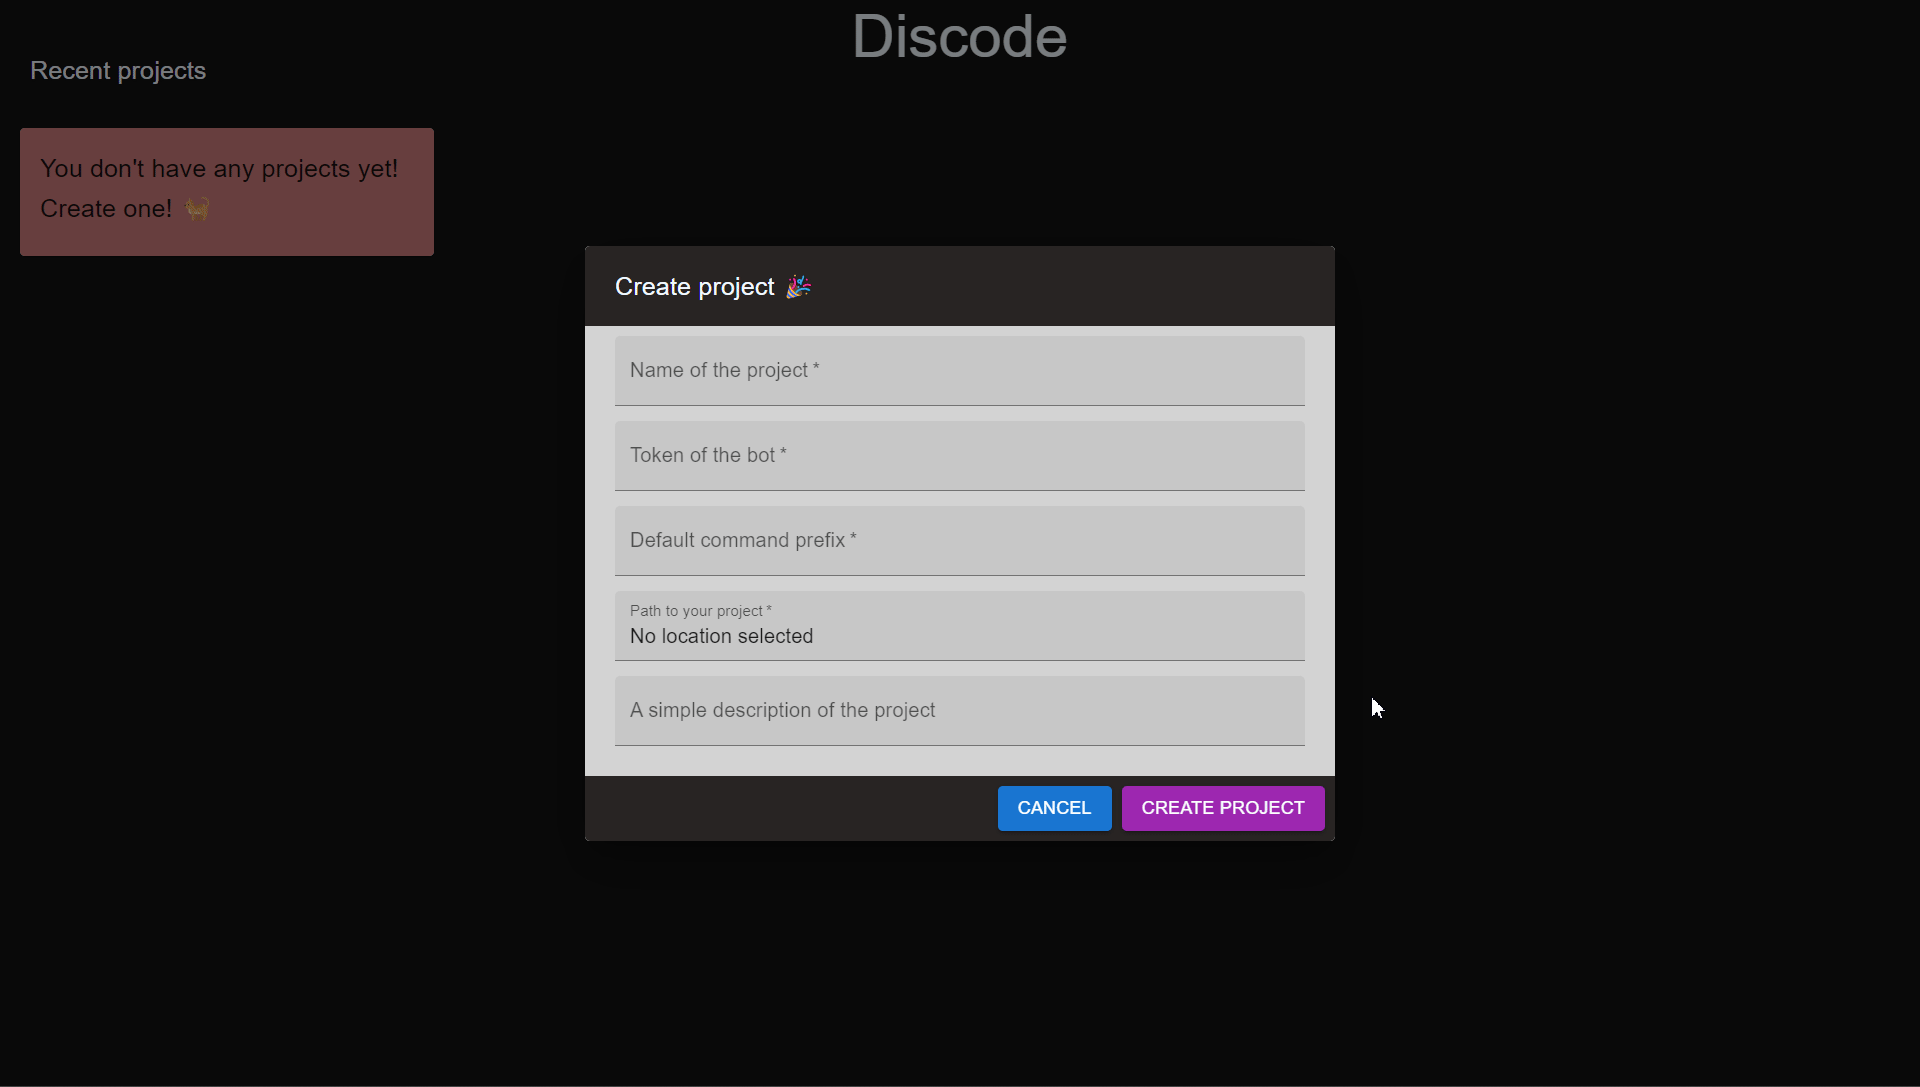 Discode
Recent projects
You don't have any projects yet!
Create one! 🐈
Create project 🎉
Name of the project *
Token of the bot *
Default command prefix *
Path to your project *
No location selected
A simple description of the project
CANCEL
CREATE PROJECT